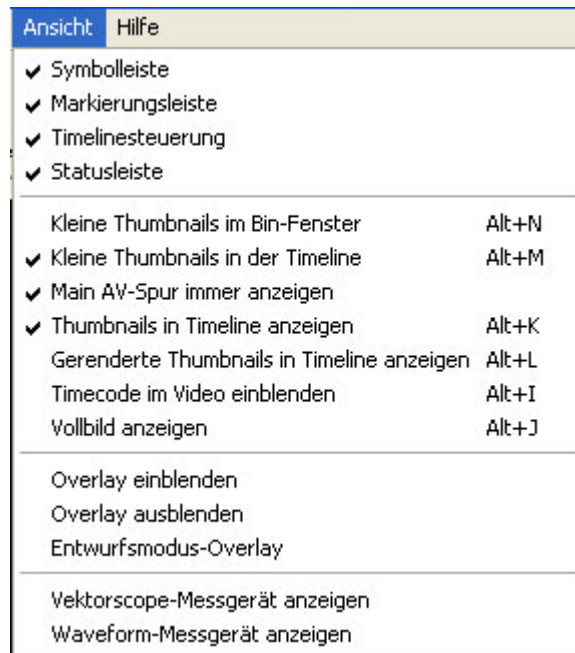 Ansicht Hilfe
Symbolleiste
Markierungsleiste
Timelinesteuerung
Statusleiste
Kleine Thumbnails im Bin-Fenster Alt+N
Kleine Thumbnails in der Timeline Alt+M
Main AV-Spur immer anzeigen
Thumbnails in Timeline anzeigen Alt+K
Gerenderte Thumbnails in Timeline anzeigen Alt+L
Timecode im Video einblenden Alt+I
Vollbild anzeigen Alt+J
Overlay einblenden
Overlay ausblenden
Entwurfsmodus-Overlay
Vektorscope-Messgerät anzeigen
Waveform-Messgerät anzeigen